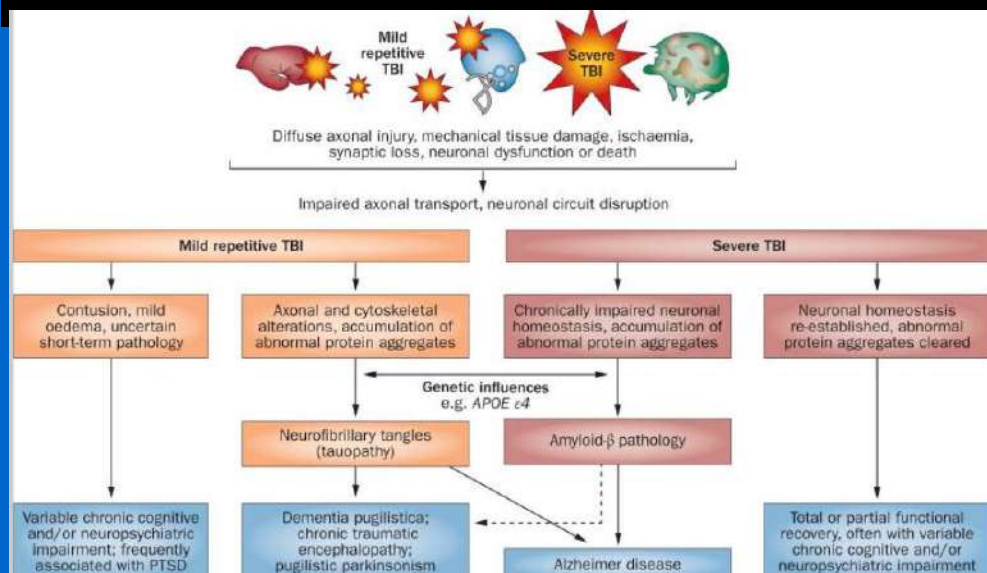 Mild
repetitive
TBI
Severe
TBI
Diffuse axonal injury, mechanical tissue damage, ischaemia,
synaptic loss, neuronal dysfunction or death
Impaired axonal transport, neuronal circuit disruption
Mild repetitive TBI
Severe TBI
Contusion, mild
oedema, uncertain
short-term pathology
Axonal and cytoskeletal
alterations, accumulation of
abnormal protein aggregates
Chronically impaired neuronal
homeostasis, accumulation of
abnormal protein aggregates
Neuronal homeostasis
re-established, abnormal
protein aggregates cleared
Genetic influences
e.g. APOE ε4
Neurofibrillary tangles
(tauopathy)
Amyloid-β pathology
Variable chronic cognitive
and/or neuropsychiatric
impairment; frequently
associated with PTSD
Dementia pugilistica;
chronic traumatic
encephalopathy;
pugilistic parkinsonism
Alzheimer disease
Total or partial functional
recovery, often with variable
chronic cognitive and/or
neuropsychiatric impairment